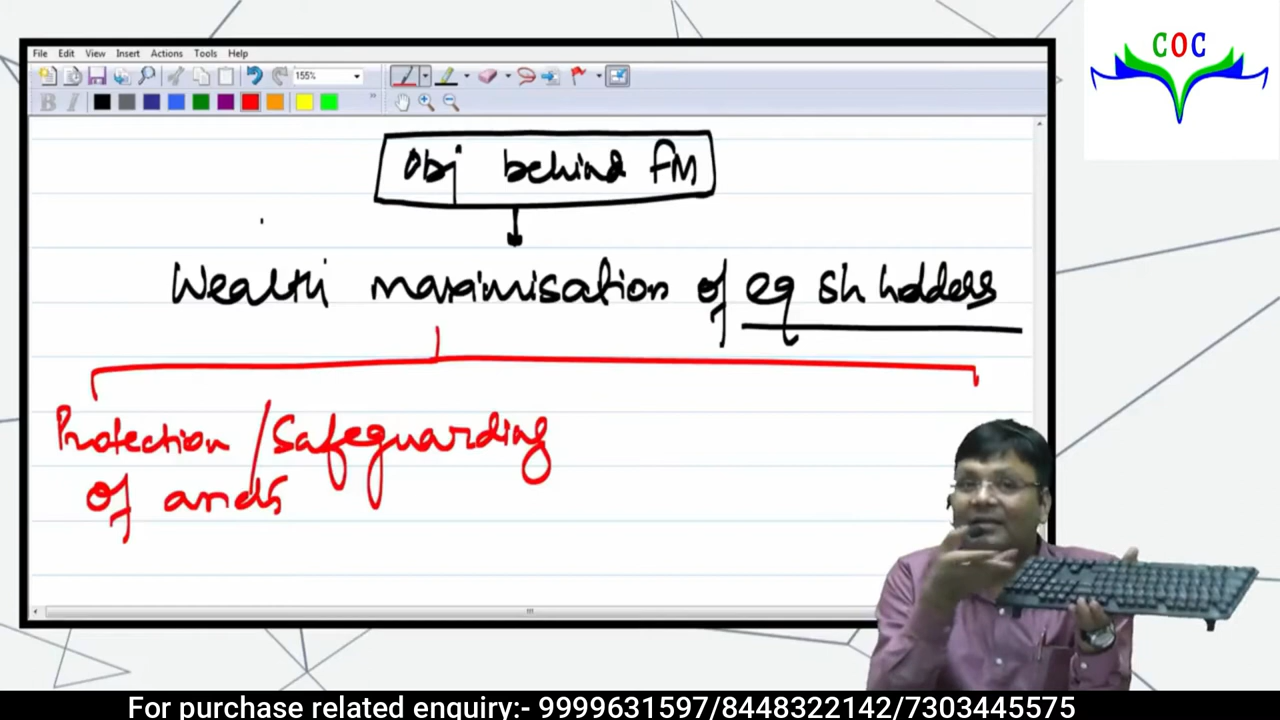 COC
File Edit View Insert Actions Tools Help
155%
B I
Obj behind FM
Wealth maximisation of eq sh holders
Protection / Safeguarding
of assets
For purchase related enquiry:- 9999631597/8448322142/7303445575